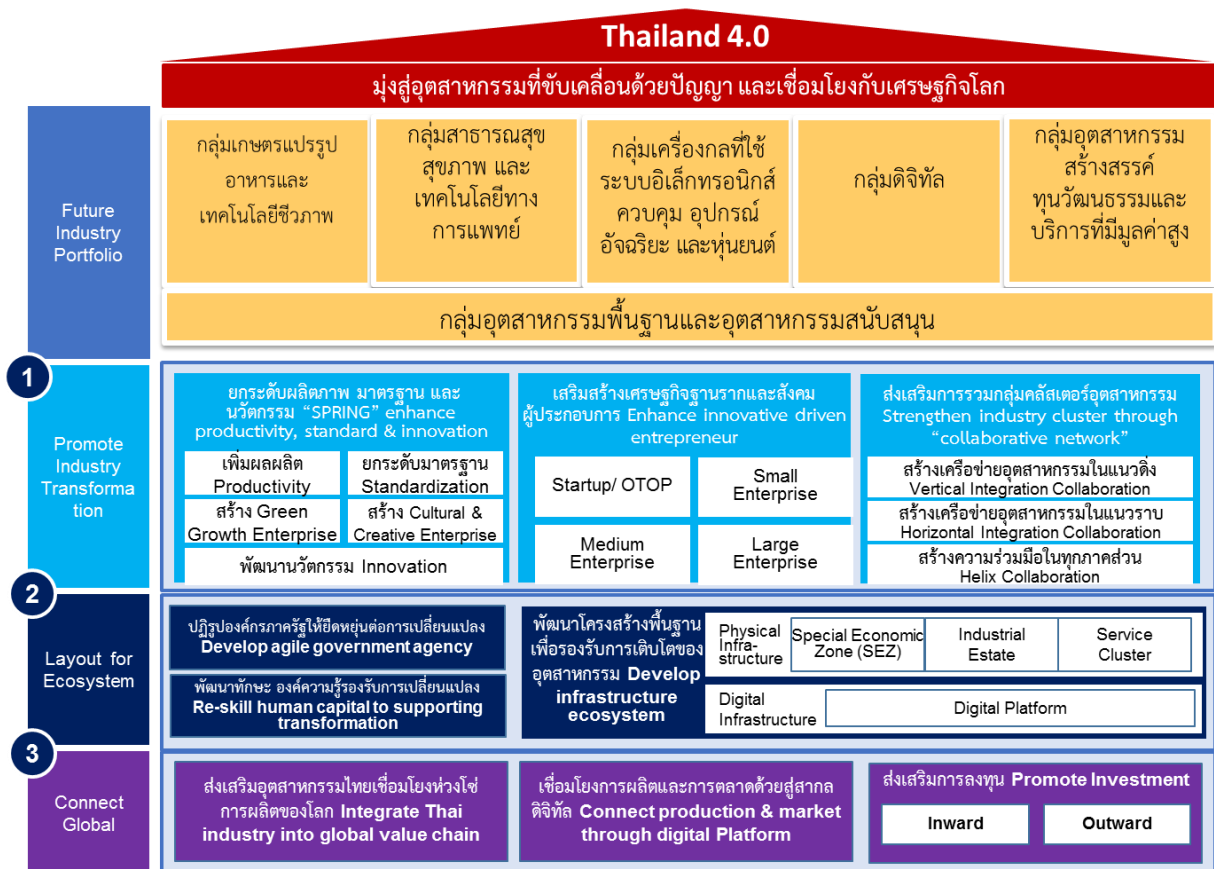 Thailand 4.0
มุ่งสู่อุตสาหกรรมที่ขับเคลื่อนด้วยปัญญา และเชื่อมโยงกับเศรษฐกิจโลก
Future
Industry
Portfolio
กลุ่มเกษตรแปรรูป
อาหารและ
เทคโนโลยีชีวภาพ
กลุ่มสาธารณสุข
สุขภาพ และ
เทคโนโลยีทาง
การแพทย์
กลุ่มเครื่องกลที่ใช้
ระบบอิเล็กทรอนิกส์
ควบคุม อุปกรณ์
อัจฉริยะ และหุ่นยนต์
กลุ่มดิจิทัล
กลุ่มอุตสาหกรรม
สร้างสรรค์
ทุนวัฒนธรรมและ
บริการที่มีมูลค่าสูง
กลุ่มอุตสาหกรรมพื้นฐานและอุตสาหกรรมสนับสนุน
1
Promote
Industry
Transforma
tion
ยกระดับผลิตภาพ มาตรฐาน และ
นวัตกรรม "SPRING" enhance
productivity, standard & innovation
เพิ่มผลผลิต
Productivity
ยกระดับมาตรฐาน
Standardization
สร้าง Green
Growth Enterprise
สร้าง Cultural &
Creative Enterprise
พัฒนานวัตกรรม Innovation
เสริมสร้างเศรษฐกิจฐานรากและสังคม
ผู้ประกอบการ Enhance innovative driven
entrepreneur
Startup/ OTOP
Small
Enterprise
Medium
Enterprise
Large
Enterprise
ส่งเสริมการรวมกลุ่มคลัสเตอร์อุตสาหกรรม
Strengthen industry cluster through
"collaborative network"
สร้างเครือข่ายอุตสาหกรรมในแนวดิ่ง
Vertical Integration Collaboration
สร้างเครือข่ายอุตสาหกรรมในแนวราบ
Horizontal Integration Collaboration
สร้างความร่วมมือในทุกภาคส่วน
Helix Collaboration
2
Layout for
Ecosystem
ปฏิรูปองค์กรภาครัฐให้ยืดหยุ่นต่อการเปลี่ยนแปลง
Develop agile government agency
พัฒนาทักษะ องค์ความรู้รองรับการเปลี่ยนแปลง
Re-skill human capital to supporting
transformation
พัฒนาโครงสร้างพื้นฐาน
เพื่อรองรับการเติบโตของ
อุตสาหกรรม Develop
infrastructure
ecosystem
Physical
Infra-
structure
Special Economic
Zone (SEZ)
Industrial
Estate
Service
Cluster
Digital
Infrastructure
Digital Platform
3
Connect
Global
ส่งเสริมอุตสาหกรรมไทยเชื่อมโยงห่วงโซ่
การผลิตของโลก Integrate Thai
industry into global value chain
เชื่อมโยงการผลิตและการตลาดด้วยสู่สากล
ดิจิทัล Connect production & market
through digital Platform
ส่งเสริมการลงทุน Promote Investment
Inward
Outward